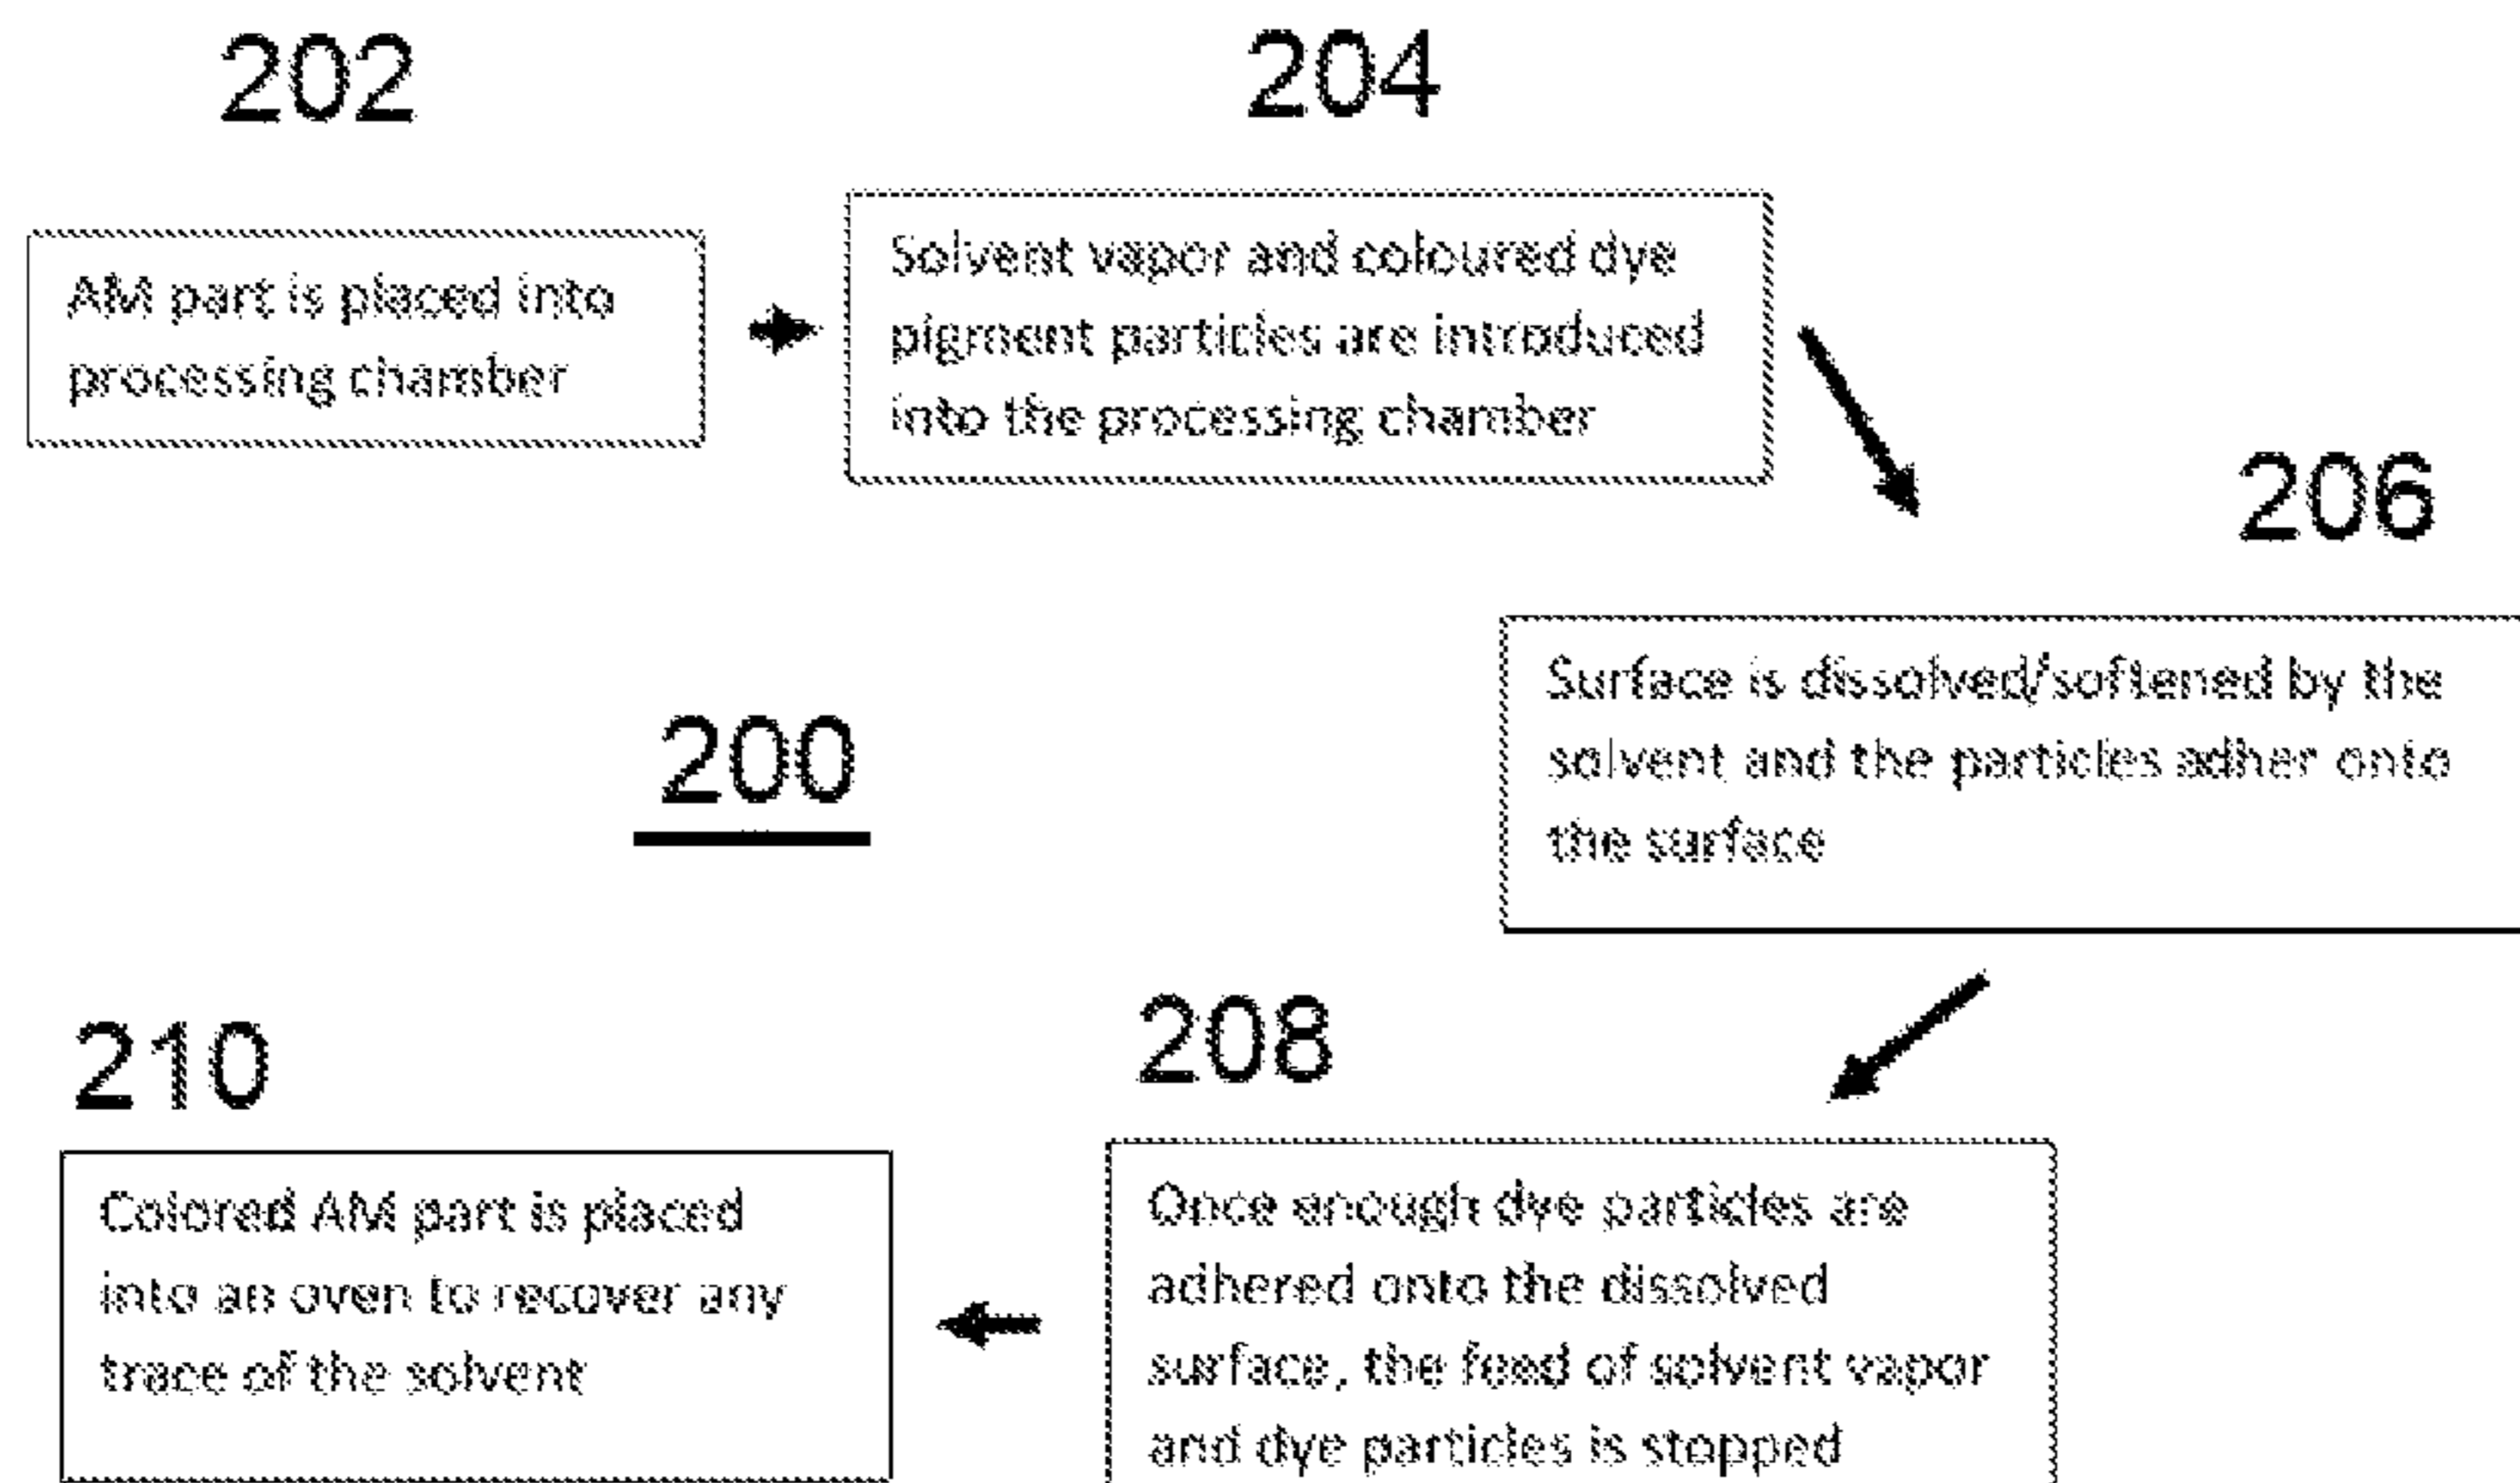 202
AM part is placed into
processing chamber
204
Solvent vapor and coloured dye
pigment particles are introduced
into the processing chamber
206
Surface is dissolved/softened by the
solvent and the particles adher onto
the surface
200
208
Once enough dye particles are
adhered onto the dissolved
surface, the feed of solvent vapor
and dye particles is stopped
210
Colored AM part is placed
into an oven to recover any
trace of the solvent